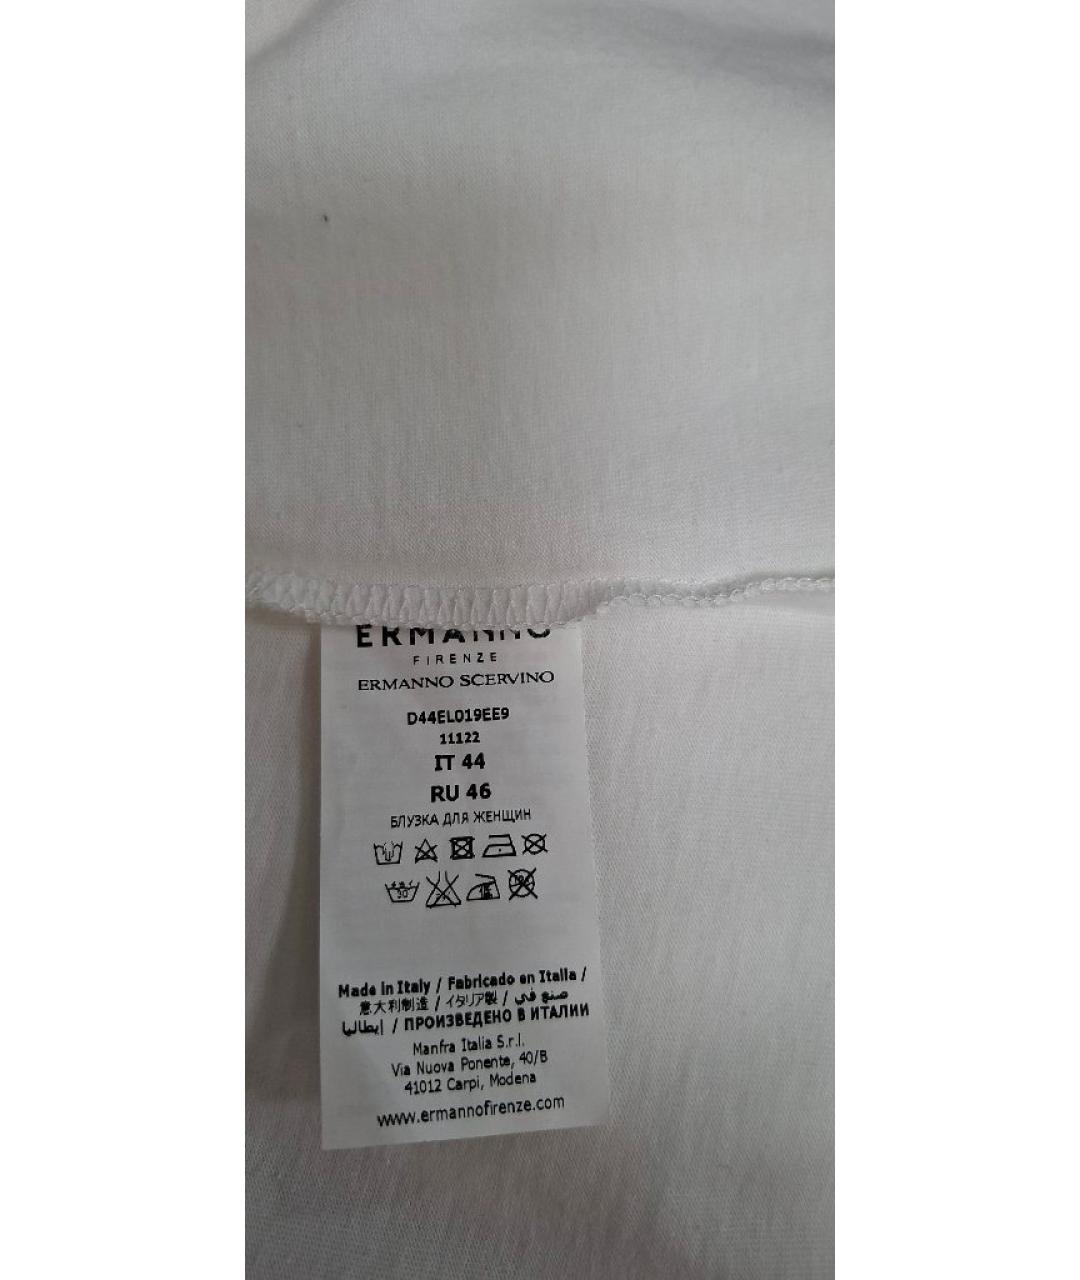 ERMANNO
FIRENZE
ERMANNO SCERVINO
D44EL019EE9
11122
IT 44
RU 46
БЛУЗКА ДЛЯ ЖЕНЩИН
30
Made in Italy / Fabricado en Italia /
意大利制造 / イタリア製 / صنع في
إيطاليا / ПРОИЗВЕДЕНО В ИТАЛИИ
Manfra Italia S.r.l.
Via Nuova Ponente, 40/B
41012 Carpi, Modena
www.ermannofirenze.com